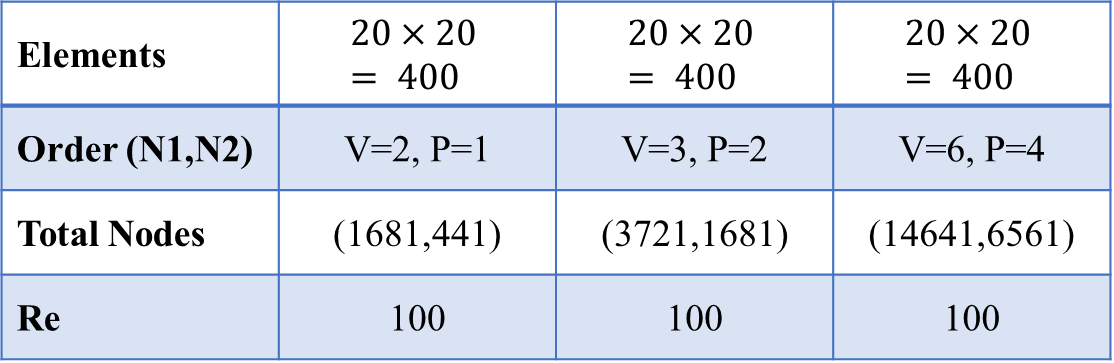 Elements 20 × 20 20 × 20 20 × 20
= 400 = 400 = 400
Order (N1,N2) V=2, P=1 V=3, P=2 V=6, P=4
Total Nodes (1681,441) (3721,1681) (14641,6561)
Re 100 100 100